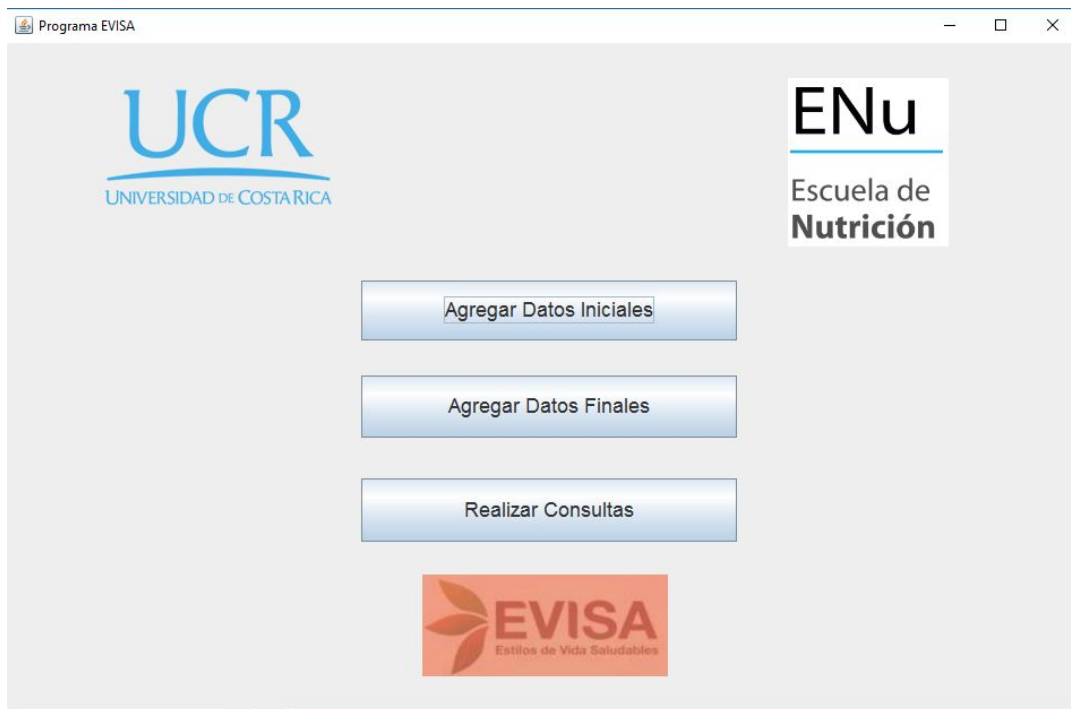 Programa EVISA
UCR
UNIVERSIDAD DE COSTA RICA
ENu
Escuela de
Nutrición
Agregar Datos Iniciales
Agregar Datos Finales
Realizar Consultas
EVISA
Estilos de Vida Saludables